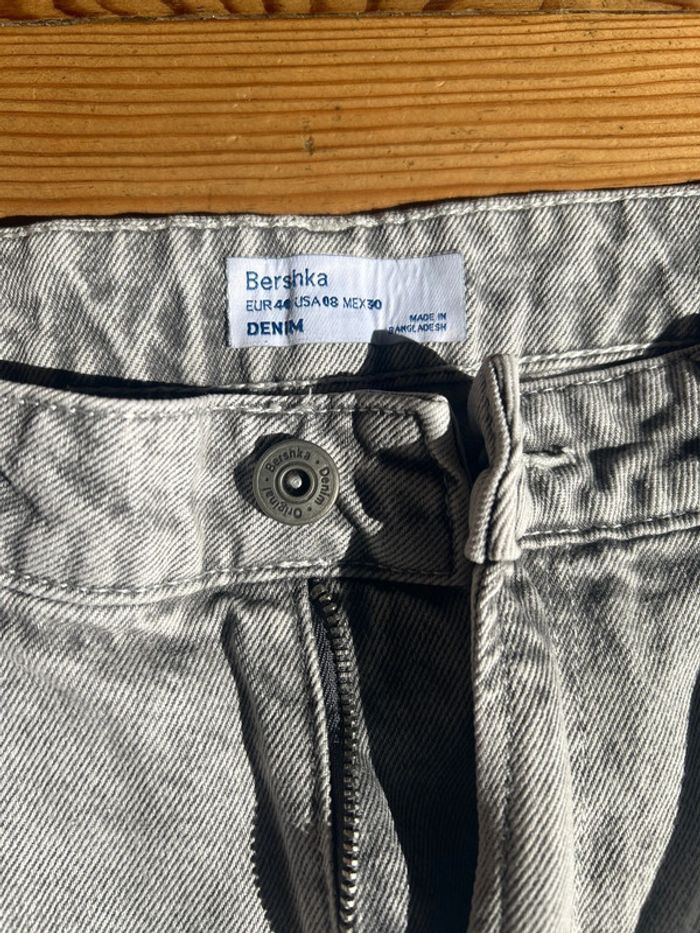 Bershka
EUR 40 USA 08 MEX 30
DENIM
MADE IN
BANGLADESH
Bershka • Denim • Original •